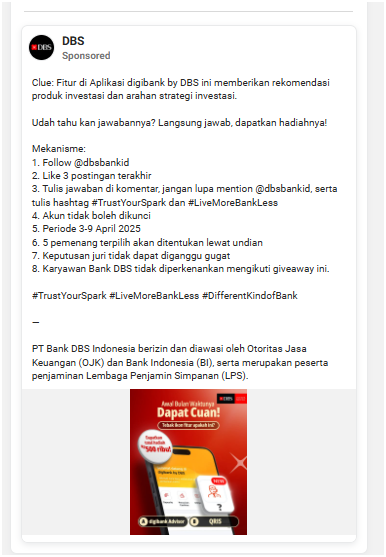 DBS
DBS
Sponsored
Clue: Fitur di Aplikasi digibank by DBS ini memberikan rekomendasi
produk investasi dan arahan strategi investasi.
Udah tahu kan jawabannya? Langsung jawab, dapatkan hadiahnya!
Mekanisme:
1. Follow @dbsbankid
2. Like 3 postingan terakhir
3. Tulis jawaban di komentar, jangan lupa mention @dbsbankid, serta
tulis hashtag #TrustYourSpark dan #LiveMoreBankLess
4. Akun tidak boleh dikunci
5. Periode 3-9 April 2025
6. 5 pemenang terpilih akan ditentukan lewat undian
7. Keputusan juri tidak dapat diganggu gugat
8. Karyawan Bank DBS tidak diperkenankan mengikuti giveaway ini.
#TrustYourSpark #LiveMoreBankLess #DifferentKindofBank
—
PT Bank DBS Indonesia berizin dan diawasi oleh Otoritas Jasa
Keuangan (OJK) dan Bank Indonesia (BI), serta merupakan peserta
penjaminan Lembaga Penjamin Simpanan (LPS).
DBS
Awal Bulan Waktunya
Dapat Cuan!
Tebak ikon fitur apakah ini?
Dapatkan
total hadiah
Rp500 ribu!
digibank by DBS
A digibank Advisor
B QRIS